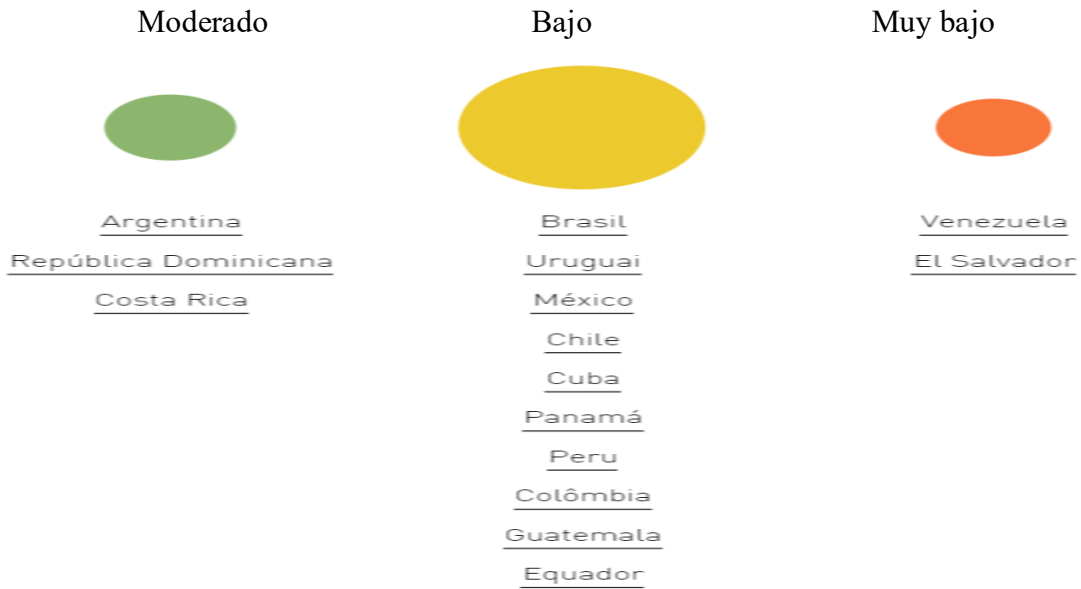 Moderado
Bajo
Muy bajo
Argentina
República Dominicana
Costa Rica
Brasil
Uruguai
México
Chile
Cuba
Panamá
Peru
Colômbia
Guatemala
Equador
Venezuela
El Salvador